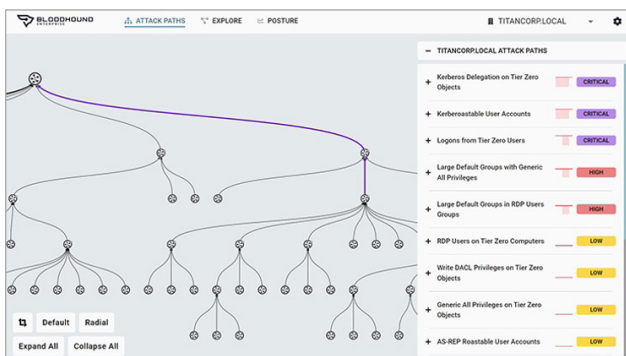 BLOODHOUND
ENTERPRISE
ATTACK PATHS
EXPLORE
POSTURE
TITANCORP.LOCAL
TITANCORP.LOCAL ATTACK PATHS
Kerberos Delegation on Tier Zero
Objects
CRITICAL
Kerberoastable User Accounts
CRITICAL
Logons from Tier Zero Users
CRITICAL
Large Default Groups with Generic
All Privileges
HIGH
Large Default Groups in RDP Users
Groups
HIGH
RDP Users on Tier Zero Computers
LOW
Write DACL Privileges on Tier Zero
Objects
LOW
Generic All Privileges on Tier Zero
Objects
LOW
AS-REP Roastable User Accounts
LOW
Default
Radial
Expand All
Collapse All